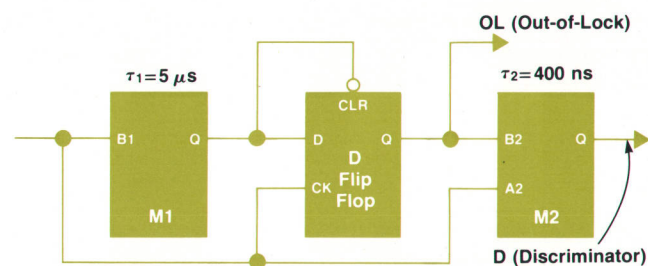 OL (Out-of-Lock)
τ₁=5 μs
τ₂=400 ns
CLR
B1
Q
D
Q
B2
Q
D
Flip
Flop
CK
A2
M1
M2
D (Discriminator)